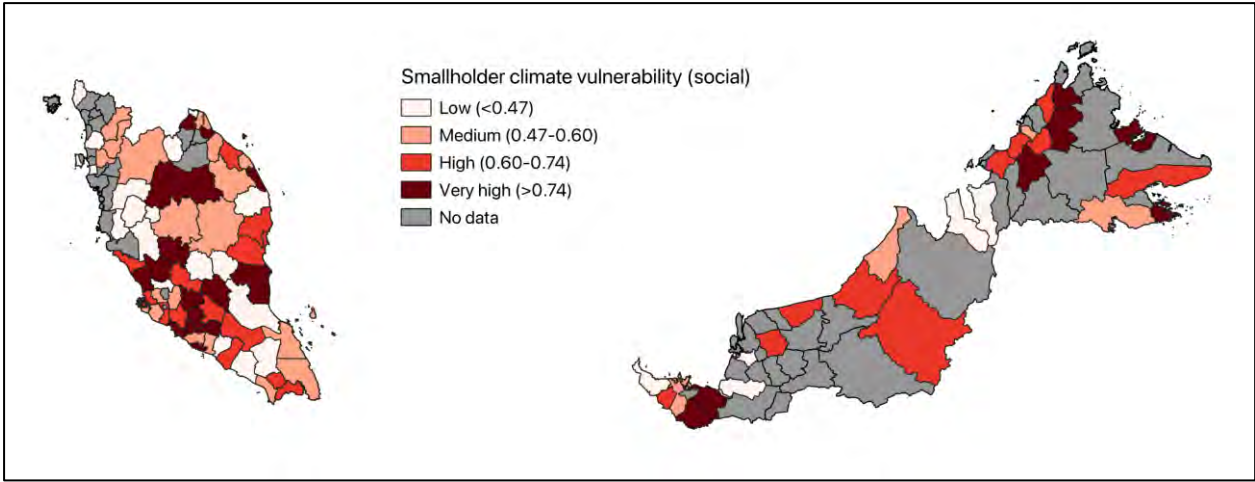 Smallholder climate vulnerability (social)
Low (<0.47)
Medium (0.47-0.60)
High (0.60-0.74)
Very high (>0.74)
No data